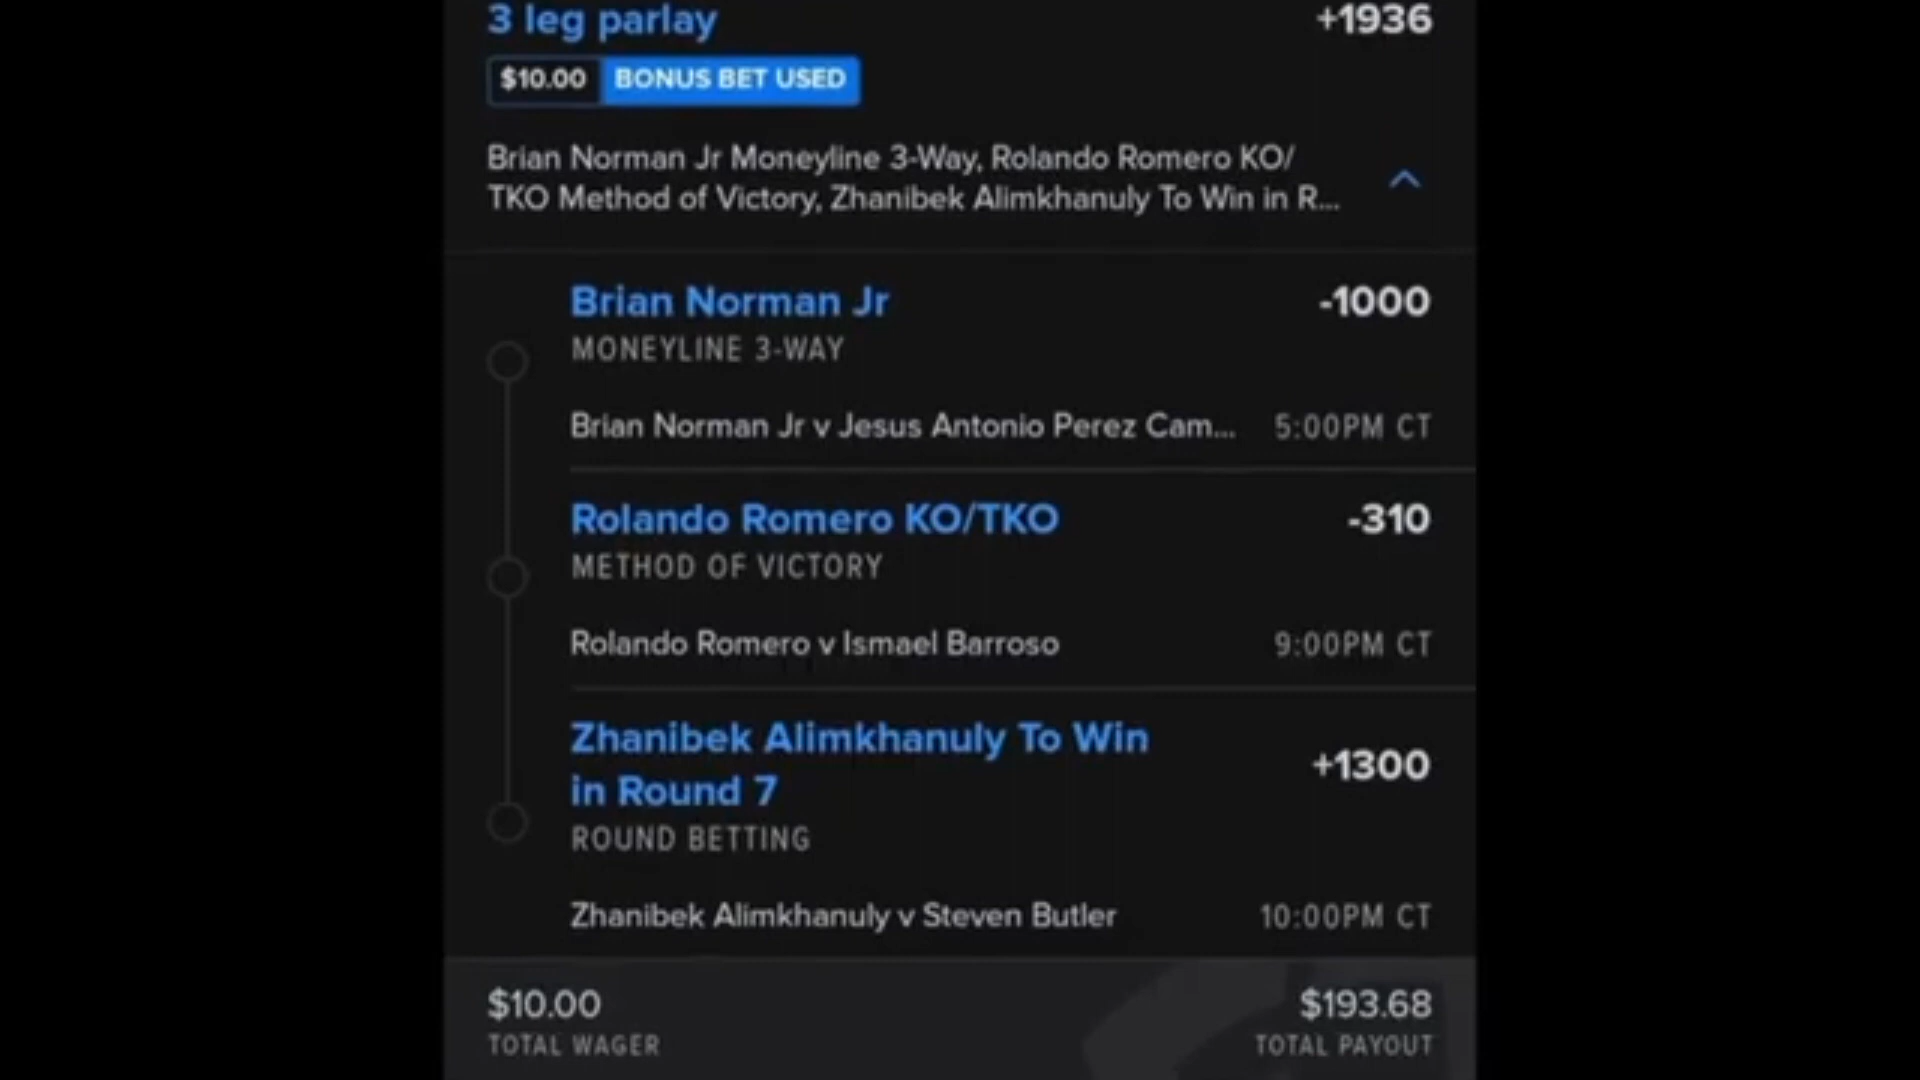 3 leg parlay +1936
$10.00 BONUS BET USED
Brian Norman Jr Moneyline 3-Way, Rolando Romero KO/
TKO Method of Victory, Zhanibek Alimkhanuly To Win in R...
Brian Norman Jr -1000
MONEYLINE 3-WAY
Brian Norman Jr v Jesus Antonio Perez Cam... 5:00PM CT
Rolando Romero KO/TKO -310
METHOD OF VICTORY
Rolando Romero v Ismael Barroso 9:00PM CT
Zhanibek Alimkhanuly To Win
in Round 7 +1300
ROUND BETTING
Zhanibek Alimkhanuly v Steven Butler 10:00PM CT
$10.00 $193.68
TOTAL WAGER TOTAL PAYOUT